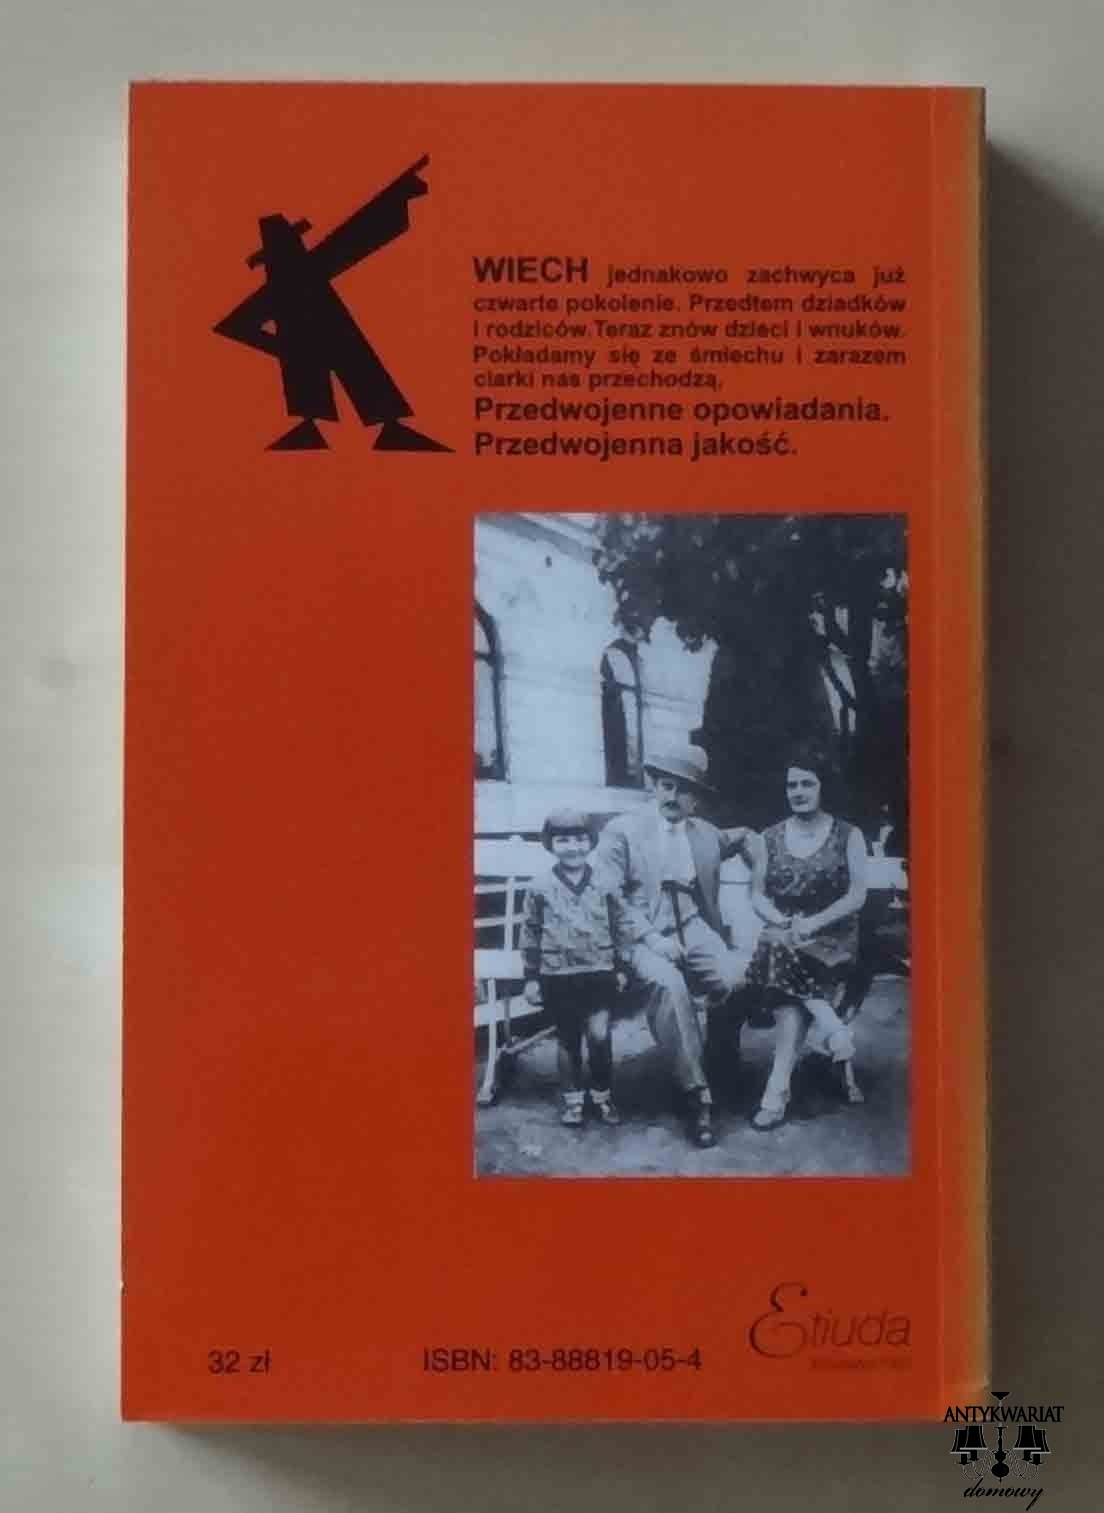 WIECH jednakowo zachwyca już
czwarte pokolenie. Przedtem dziadków
i rodziców. Teraz znów dzieci i wnuków.
Pokładamy się ze śmiechu i zarazem
ciarki nas przechodzą.
Przedwojenne opowiadania.
Przedwojenna jakość.
Etiuda
32 zł
ISBN: 83-88819-05-4
ANTYKWARIAT
domowy